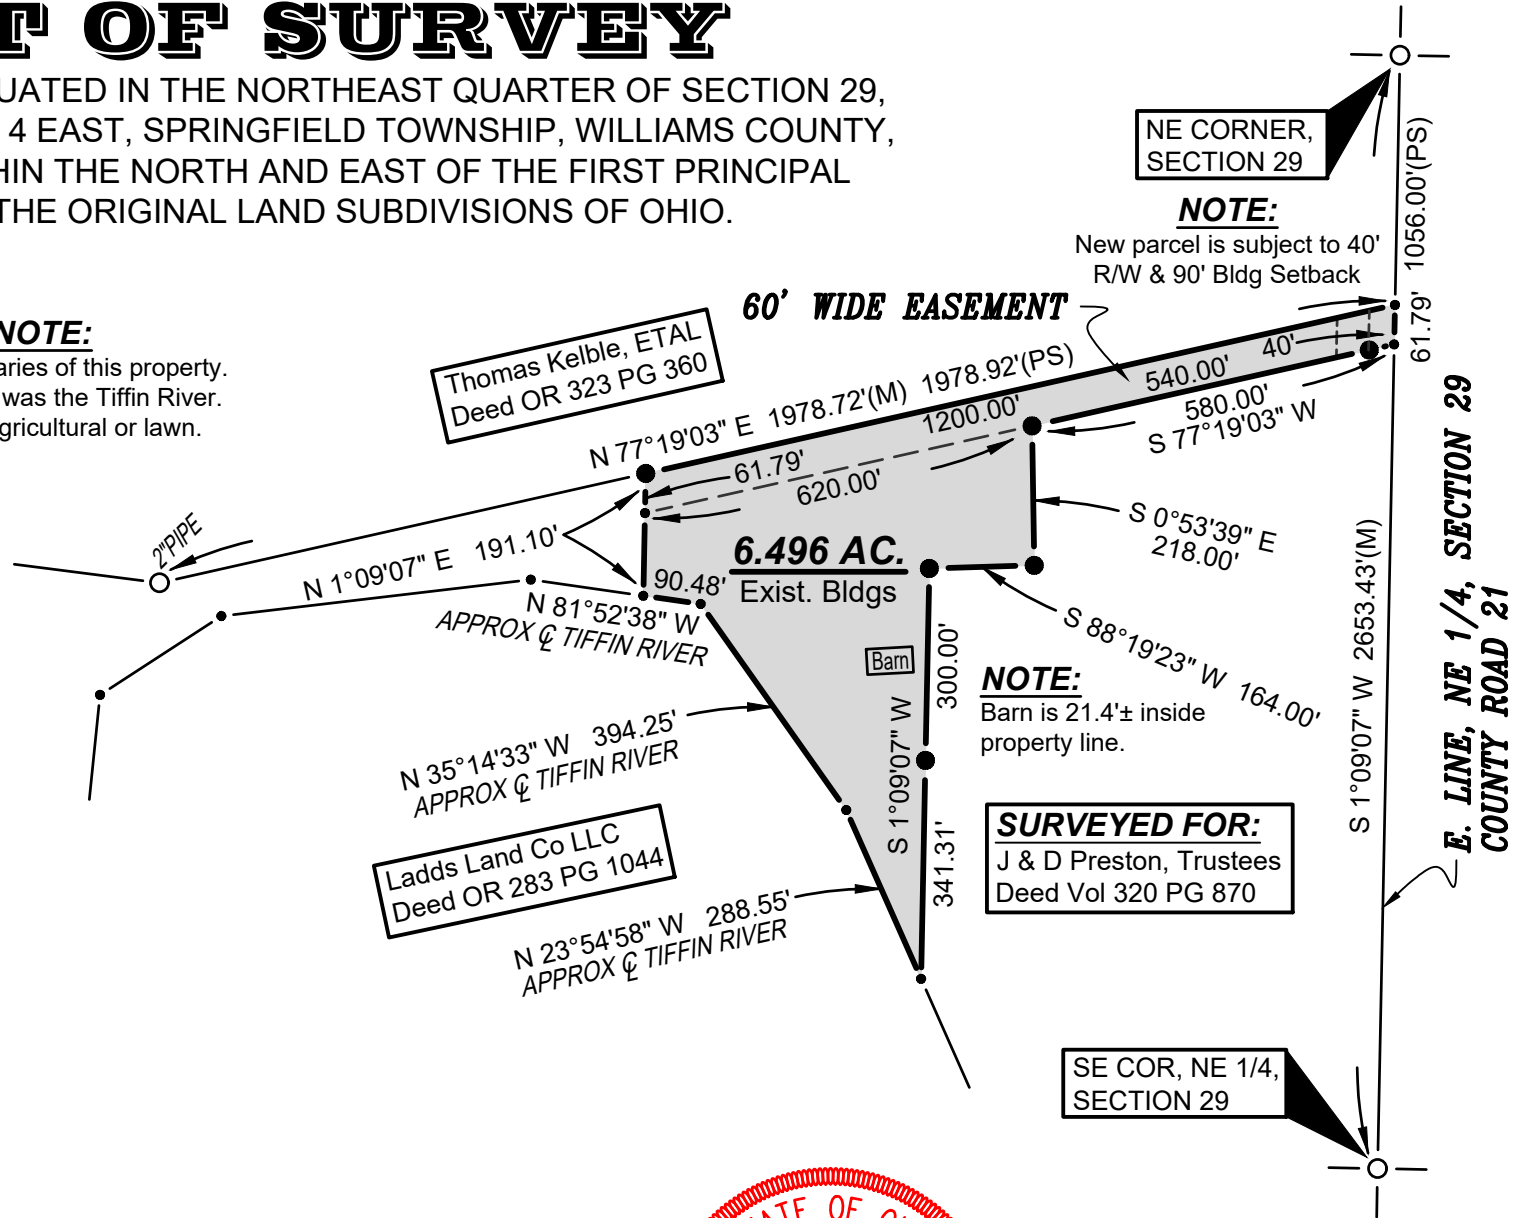 OF SURVEY
UATED IN THE NORTHEAST QUARTER OF SECTION 29,
4 EAST, SPRINGFIELD TOWNSHIP, WILLIAMS COUNTY,
HIN THE NORTH AND EAST OF THE FIRST PRINCIPAL
THE ORIGINAL LAND SUBDIVISIONS OF OHIO.
NE CORNER,
SECTION 29
NOTE:
New parcel is subject to 40'
R/W & 90' Bldg Setback
1056.00'(PS)
61.79'
60' WIDE EASEMENT
NOTE:
aries of this property.
was the Tiffin River.
gricultural or lawn.
Thomas Kelble, ETAL
Deed OR 323 PG 360
N 77°19'03" E 1978.72'(M) 1978.92'(PS)
1200.00'
540.00'
40'
580.00'
S 77°19'03" W
61.79'
620.00'
2"PIPE
N 1°09'07" E 191.10'
90.48'
N 81°52'38" W
APPROX ℄ TIFFIN RIVER
6.496 AC.
Exist. Bldgs
S 0°53'39" E
218.00'
S 88°19'23" W 164.00'
Barn
300.00'
S 1°09'07" W
341.31'
NOTE:
Barn is 21.4'± inside
property line.
N 35°14'33" W 394.25'
APPROX ℄ TIFFIN RIVER
Ladds Land Co LLC
Deed OR 283 PG 1044
N 23°54'58" W 288.55'
APPROX ℄ TIFFIN RIVER
SURVEYED FOR:
J & D Preston, Trustees
Deed Vol 320 PG 870
S 1°09'07" W 2653.43'(M)
E. LINE, NE 1/4, SECTION 29
COUNTY ROAD 21
SE COR, NE 1/4,
SECTION 29
OF